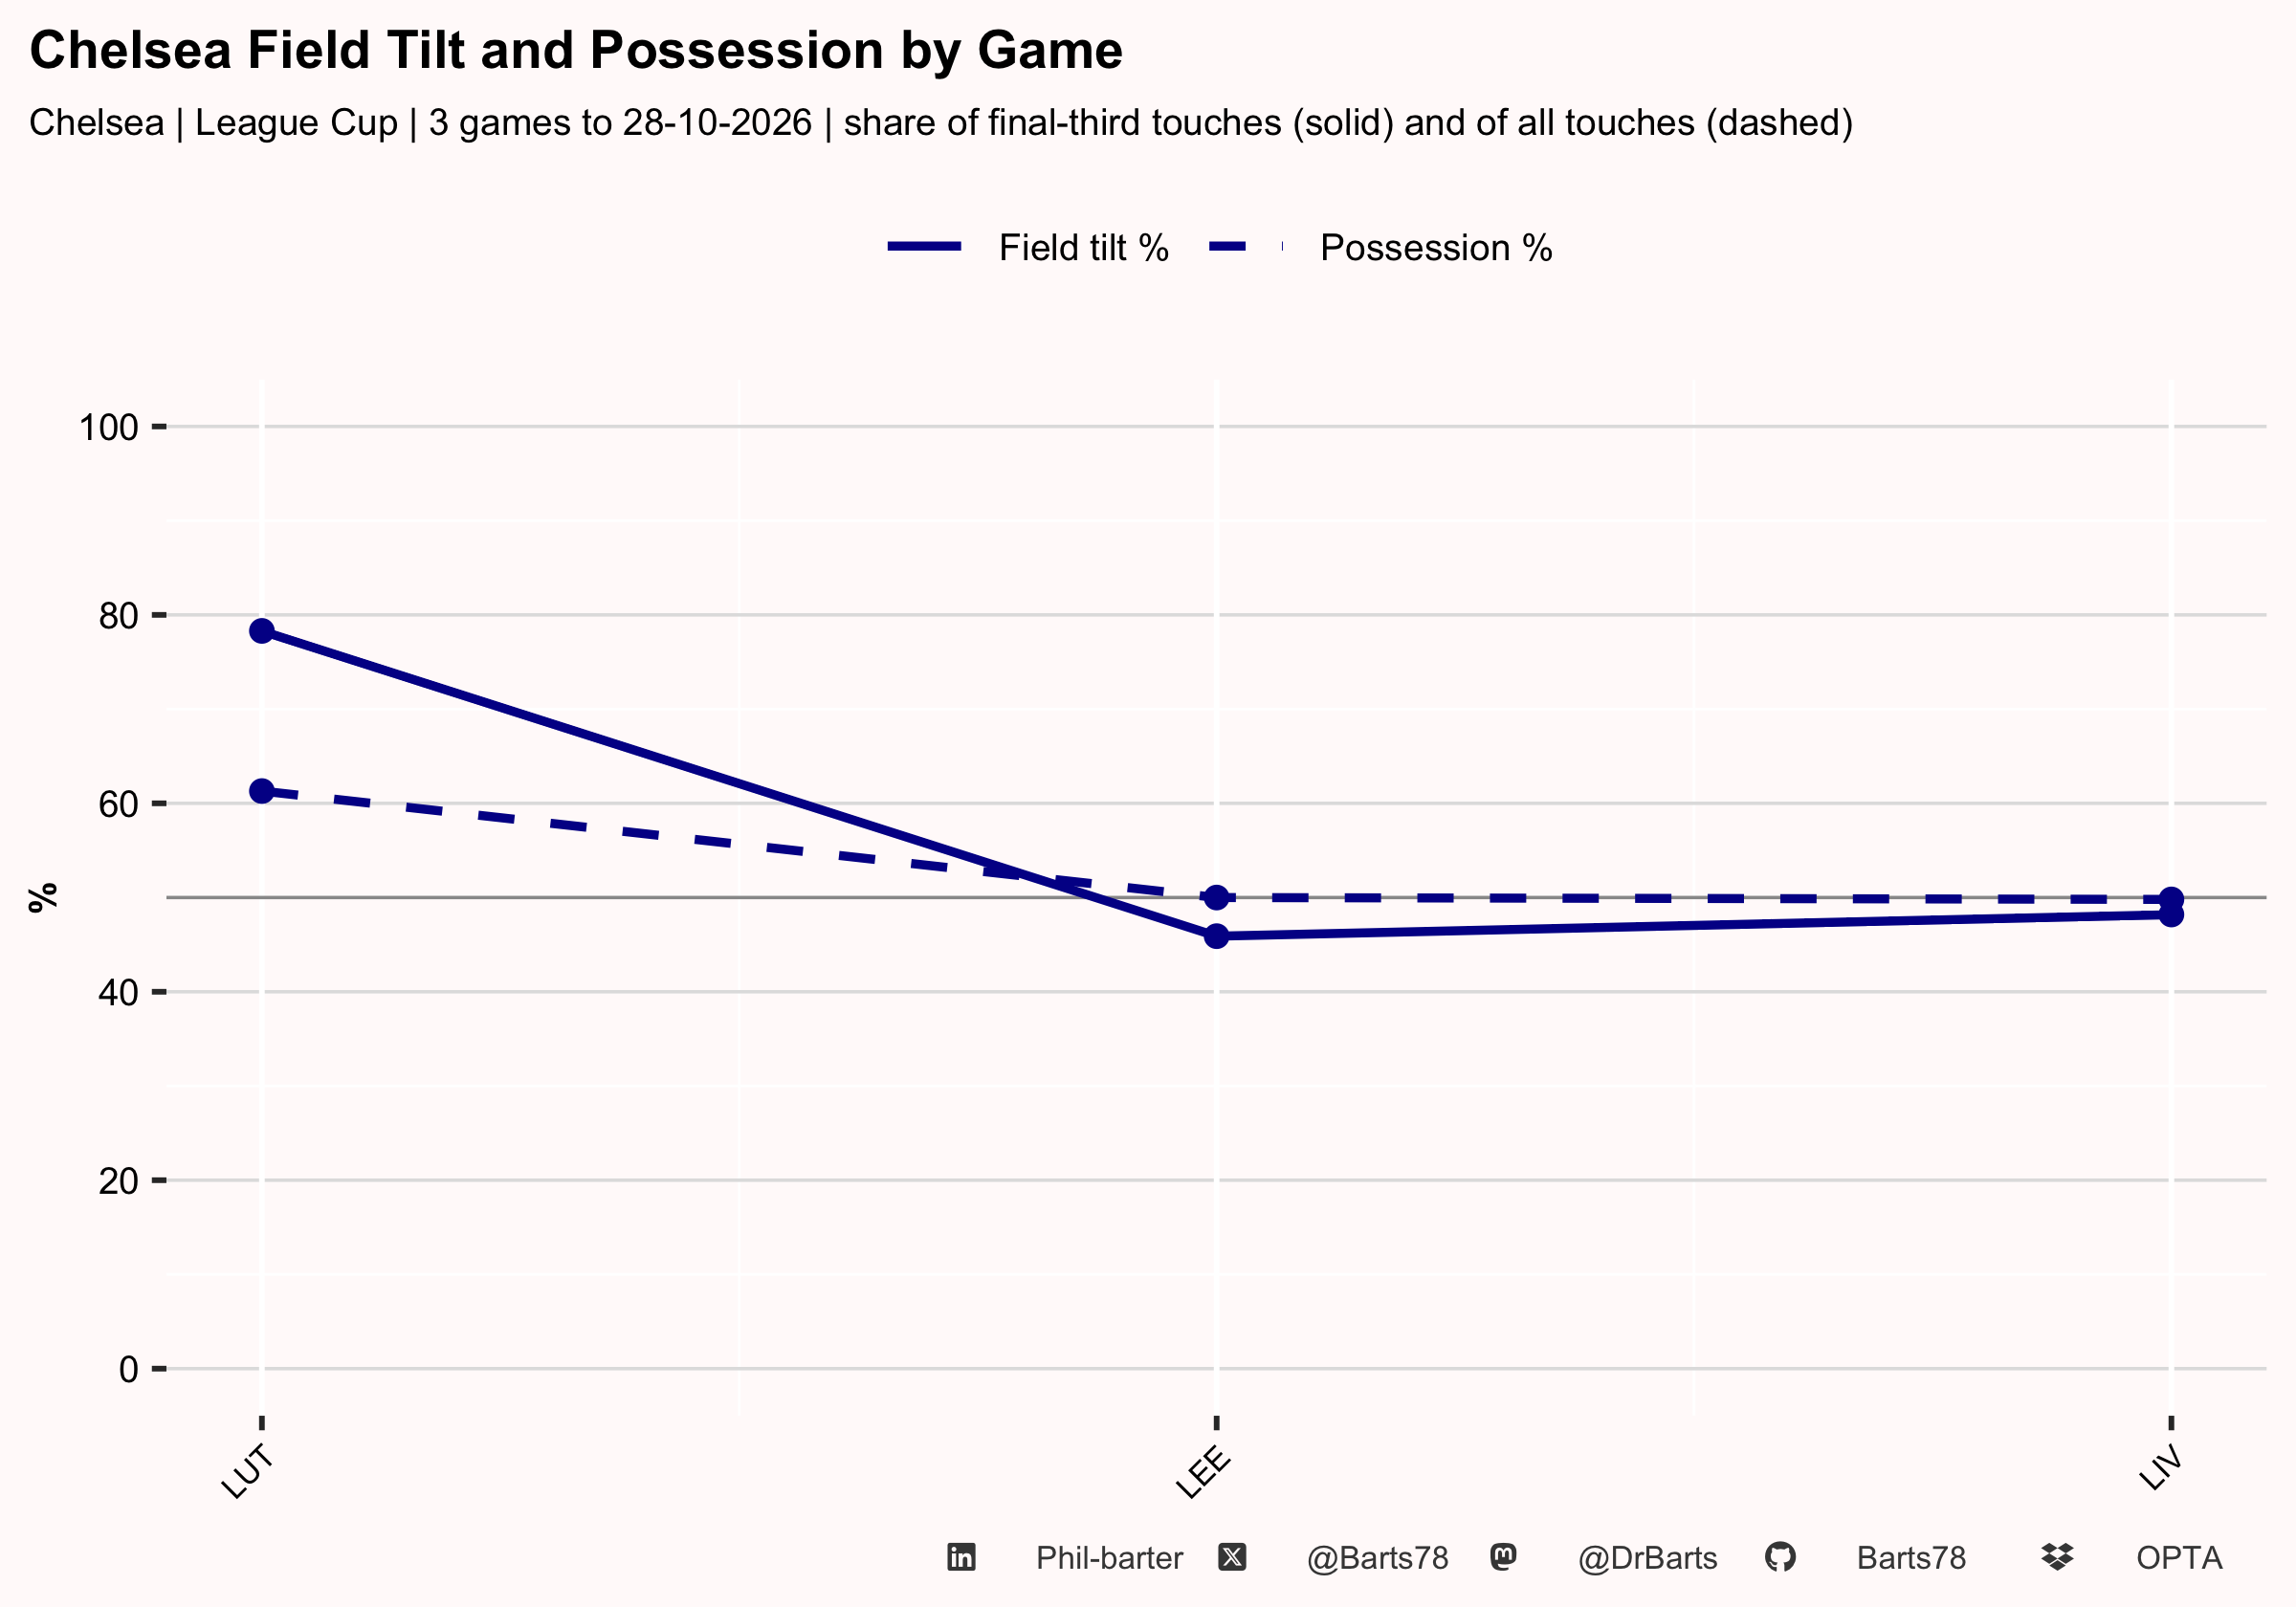 Chelsea Field Tilt and Possession by Game
Chelsea | League Cup | 3 games to 28-10-2026 | share of final-third touches (solid) and of all touches (dashed)
Field tilt %
Possession %
100
80
60
40
20
0
%
LUT
LEE
LIV
Phil-barter
@Barts78
@DrBarts
Barts78
OPTA